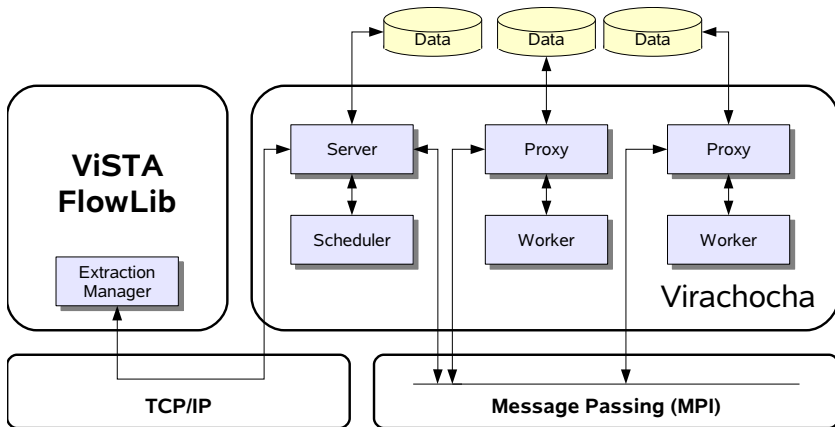 Data
Data
Data
ViSTA
FlowLib
Server
Proxy
Proxy
Scheduler
Worker
Worker
Extraction
Manager
Virachocha
TCP/IP
Message Passing (MPI)